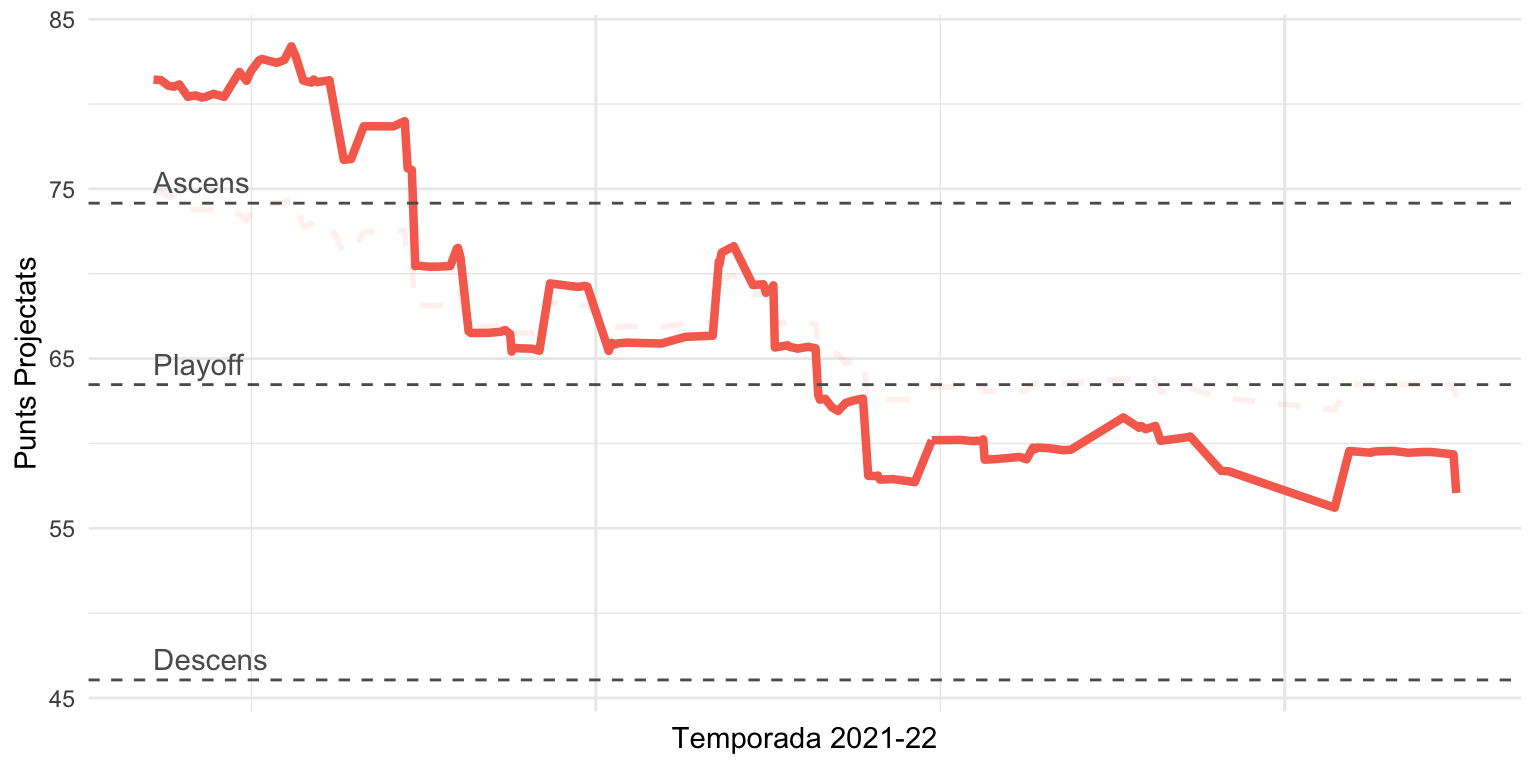 85
75
65
55
45
Ascens
Playoff
Descens
Punts Projectats
Temporada 2021-22